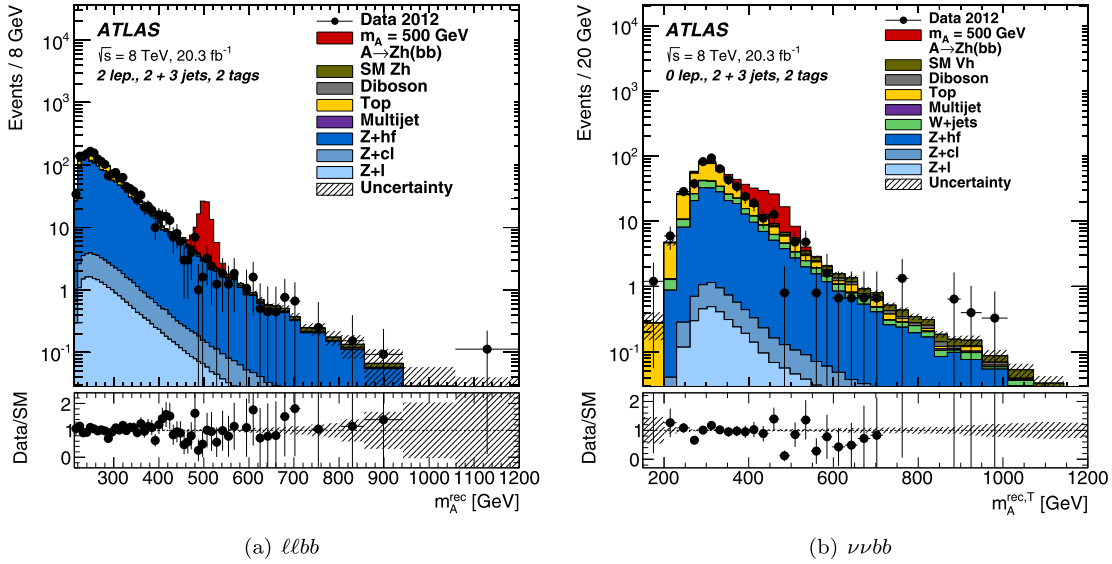 Events / 8 GeV
10³
10²
10
1
10⁻¹
ATLAS
√s = 8 TeV, 20.3 fb⁻¹
2 lep., 2 + 3 jets, 2 tags
Data 2012
m_A = 500 GeV
A→Zh(bb)
SM Zh
Diboson
Top
Multijet
Z+hf
Z+cl
Z+l
Uncertainty
Data/SM
2
1
0
300 400 500 600 700 800 900 1000 1100 1200
m_A^rec [GeV]
(a) ℓℓbb
Events / 20 GeV
10⁴
10³
10²
10
1
10⁻¹
ATLAS
√s = 8 TeV, 20.3 fb⁻¹
0 lep., 2 + 3 jets, 2 tags
Data 2012
m_A = 500 GeV
A→Zh(bb)
SM Vh
Diboson
Top
Multijet
W+jets
Z+hf
Z+cl
Z+l
Uncertainty
Data/SM
2
1
0
200 400 600 800 1000 1200
m_A^rec,T [GeV]
(b) ννbb